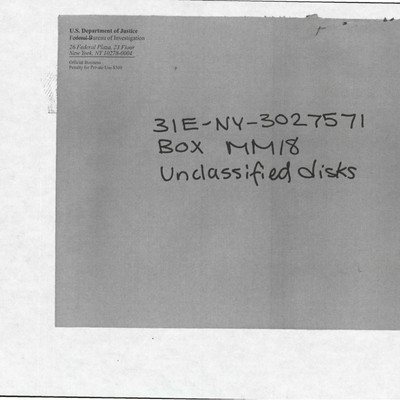 U.S. Department of Justice
Federal Bureau of Investigation
26 Federal Plaza, 23 Floor
New York, NY 10278-0004
Official Business
Penalty for Private Use $300
31E-NY-3027571
BOX MM18
Unclassified disks